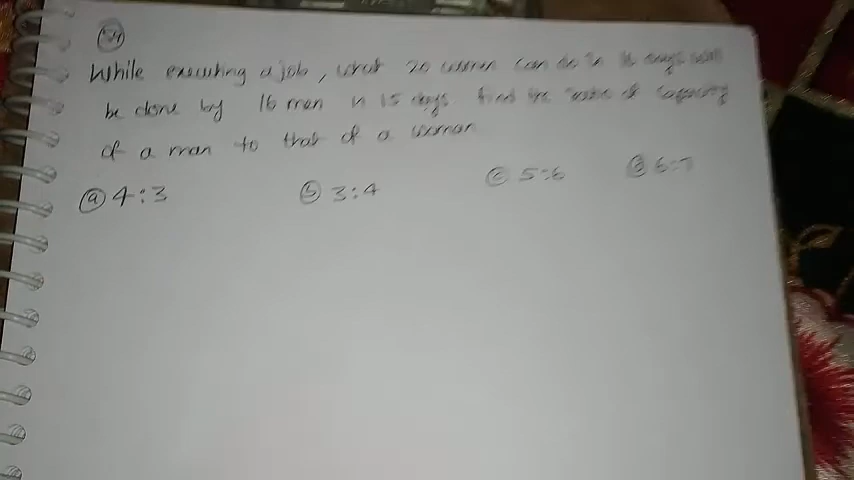 54
While executing a job, what 20 women can do in 16 days will
be done by 16 man in 15 days find the ratio of capacity
of a man to that of a woman
(a) 4:3 (b) 3:4 (c) 5:6 (d) 6:7